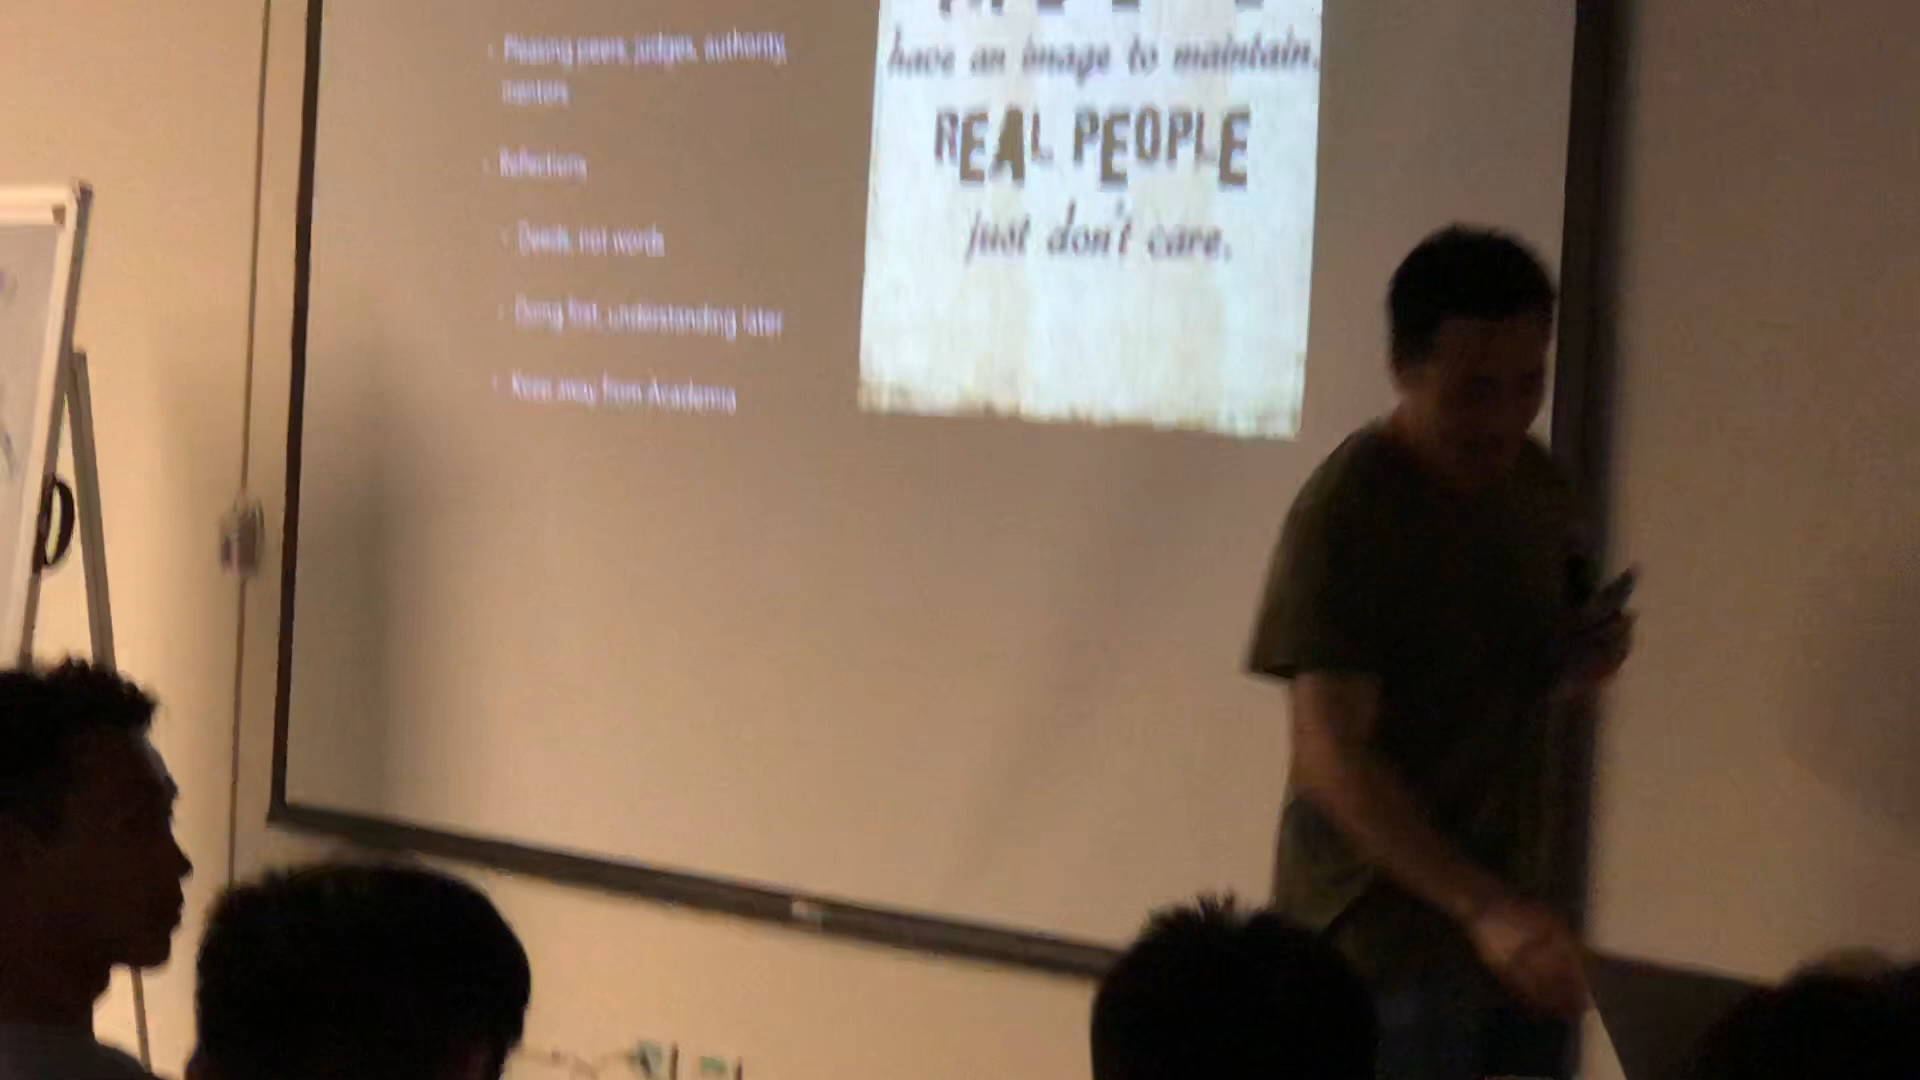 Pleasing peers, judges, authority,
mentors
Reflections
Deeds, not words
Doing first, understanding later
Keep away from Academia
have an image to maintain.
REAL PEOPLE
just don't care.